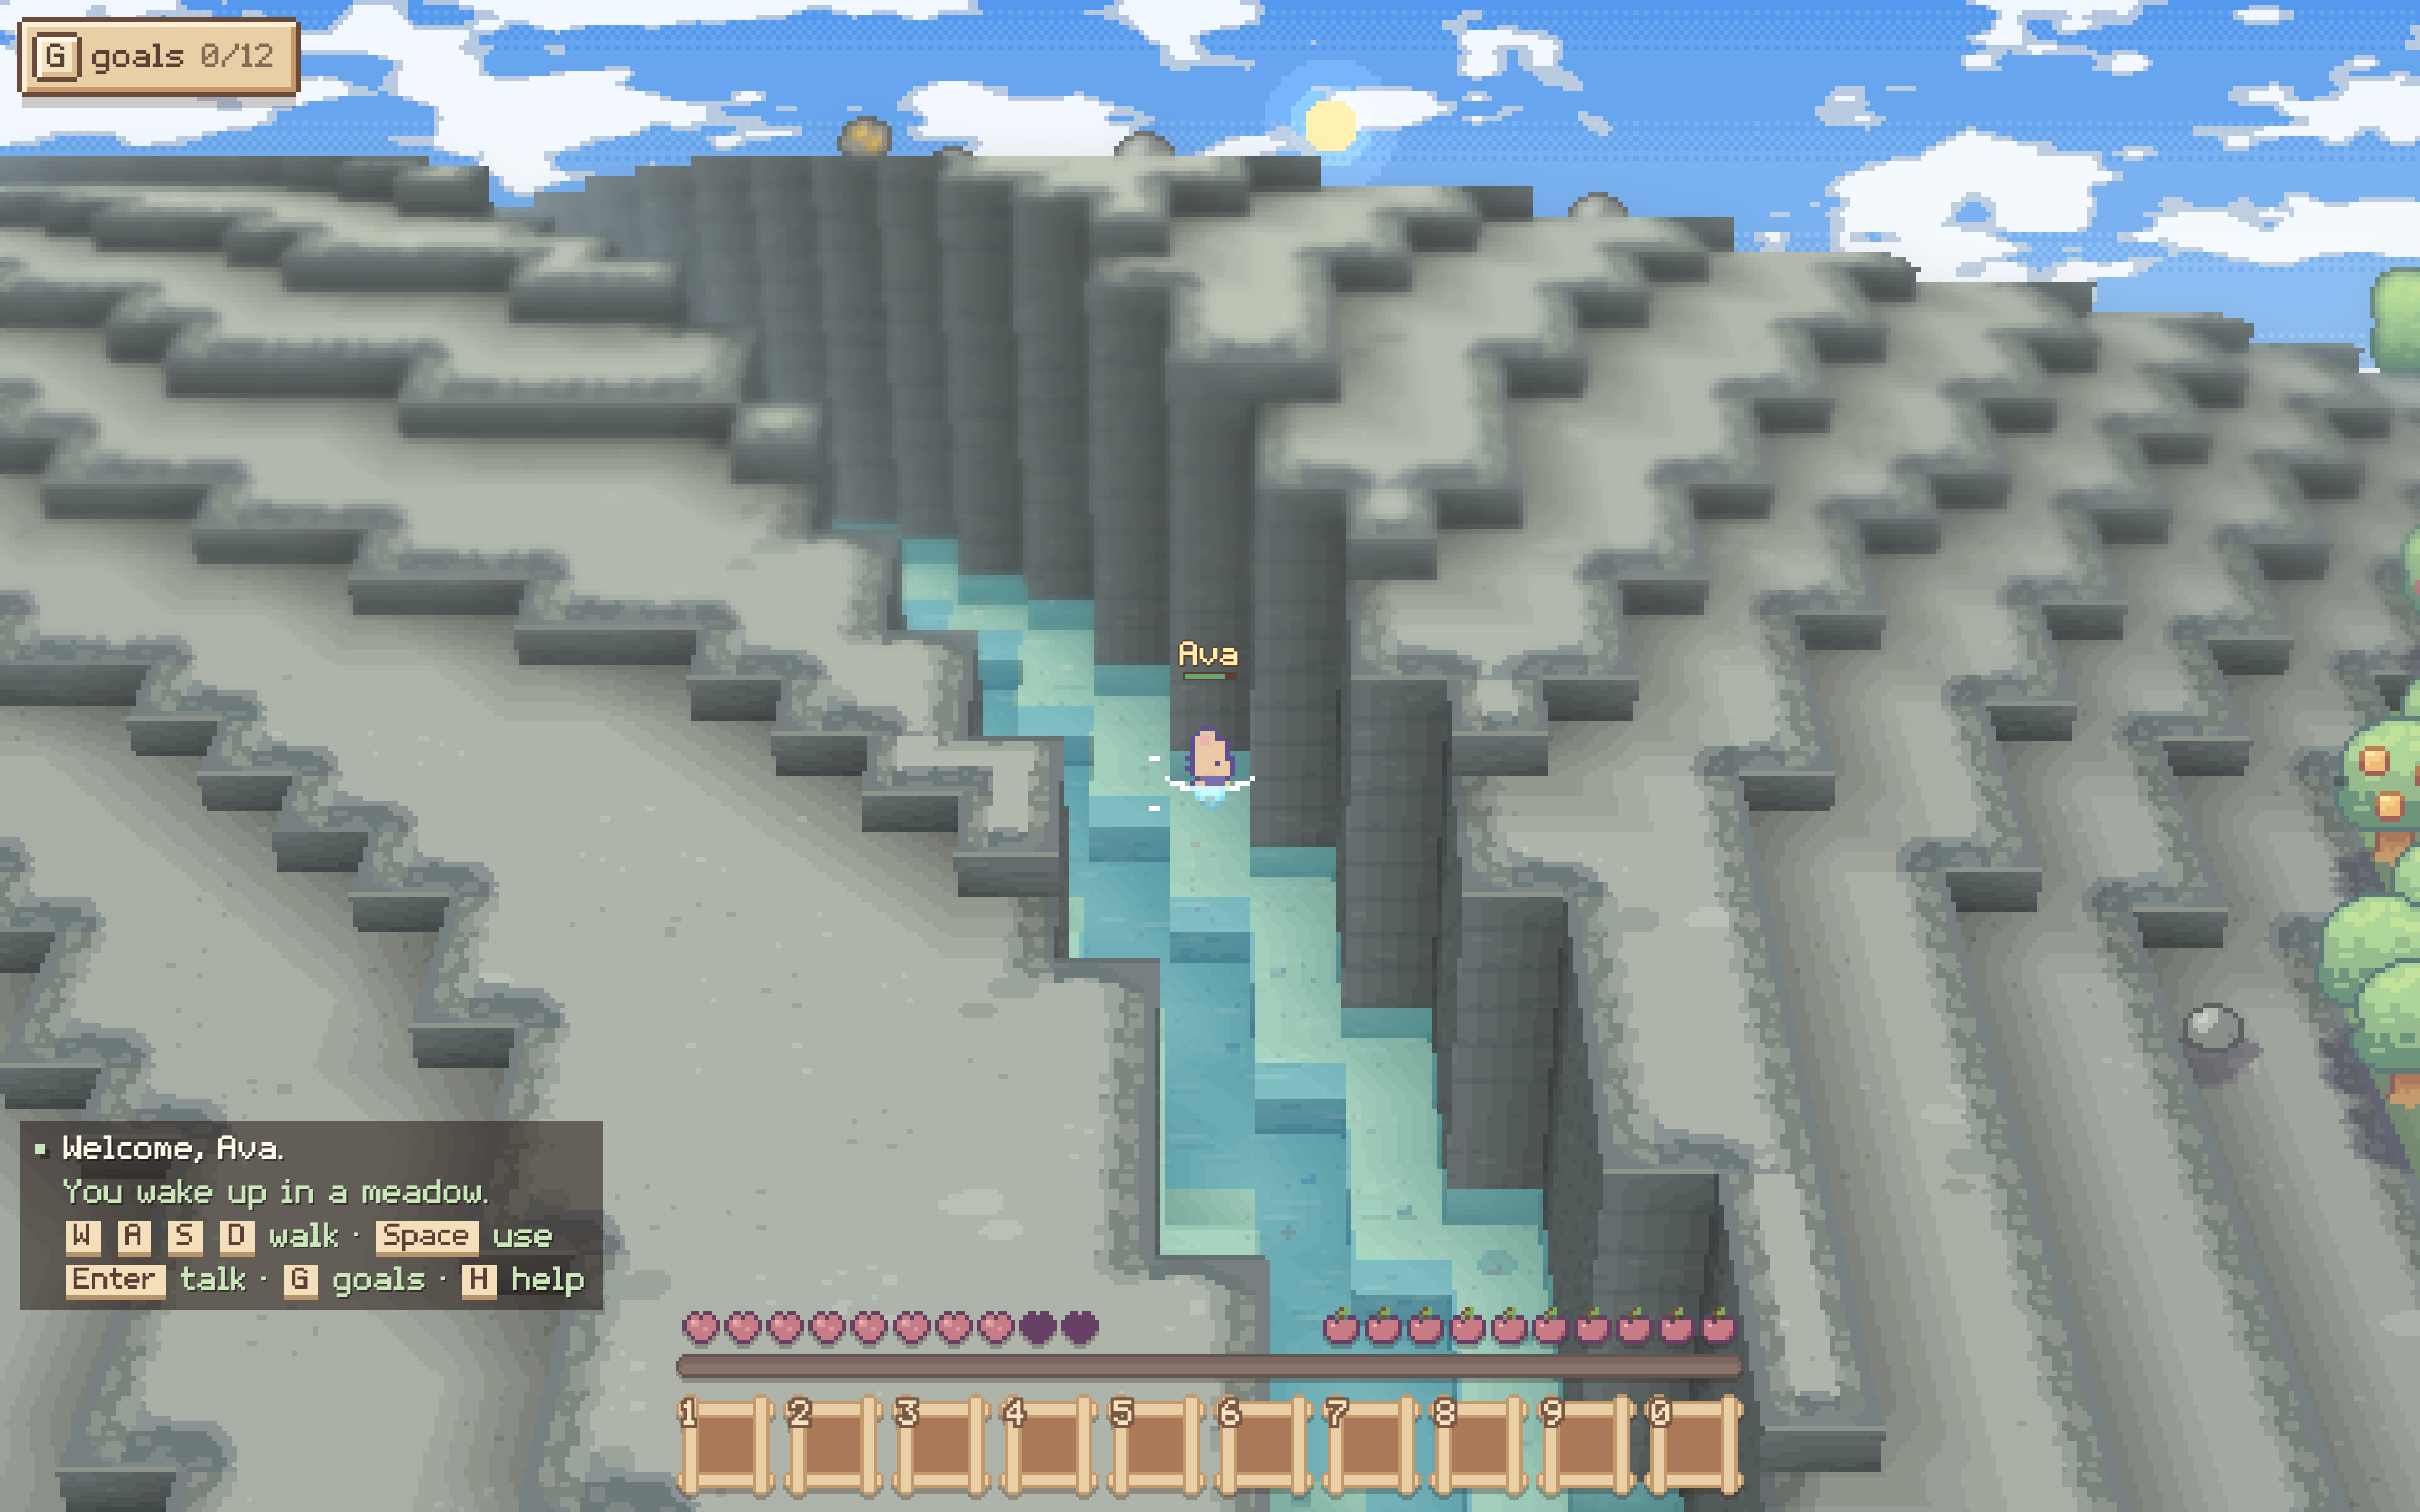 G goals 0/12
Ava
Welcome, Ava.
You wake up in a meadow.
W A S D walk · Space use
Enter talk · G goals · H help
1 2 3 4 5 6 7 8 9 0